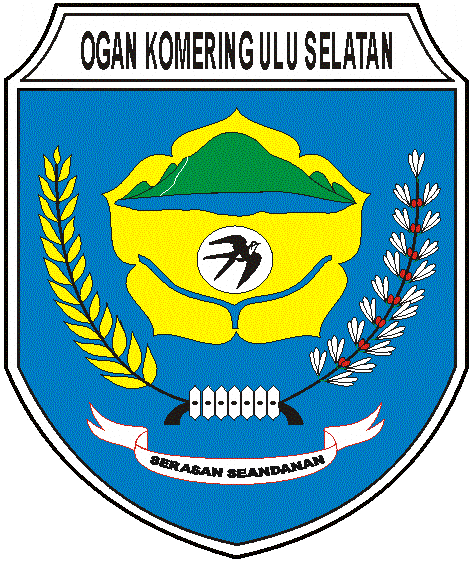 OGAN KOMERING ULU SELATAN
SERASAN SEANDANAN